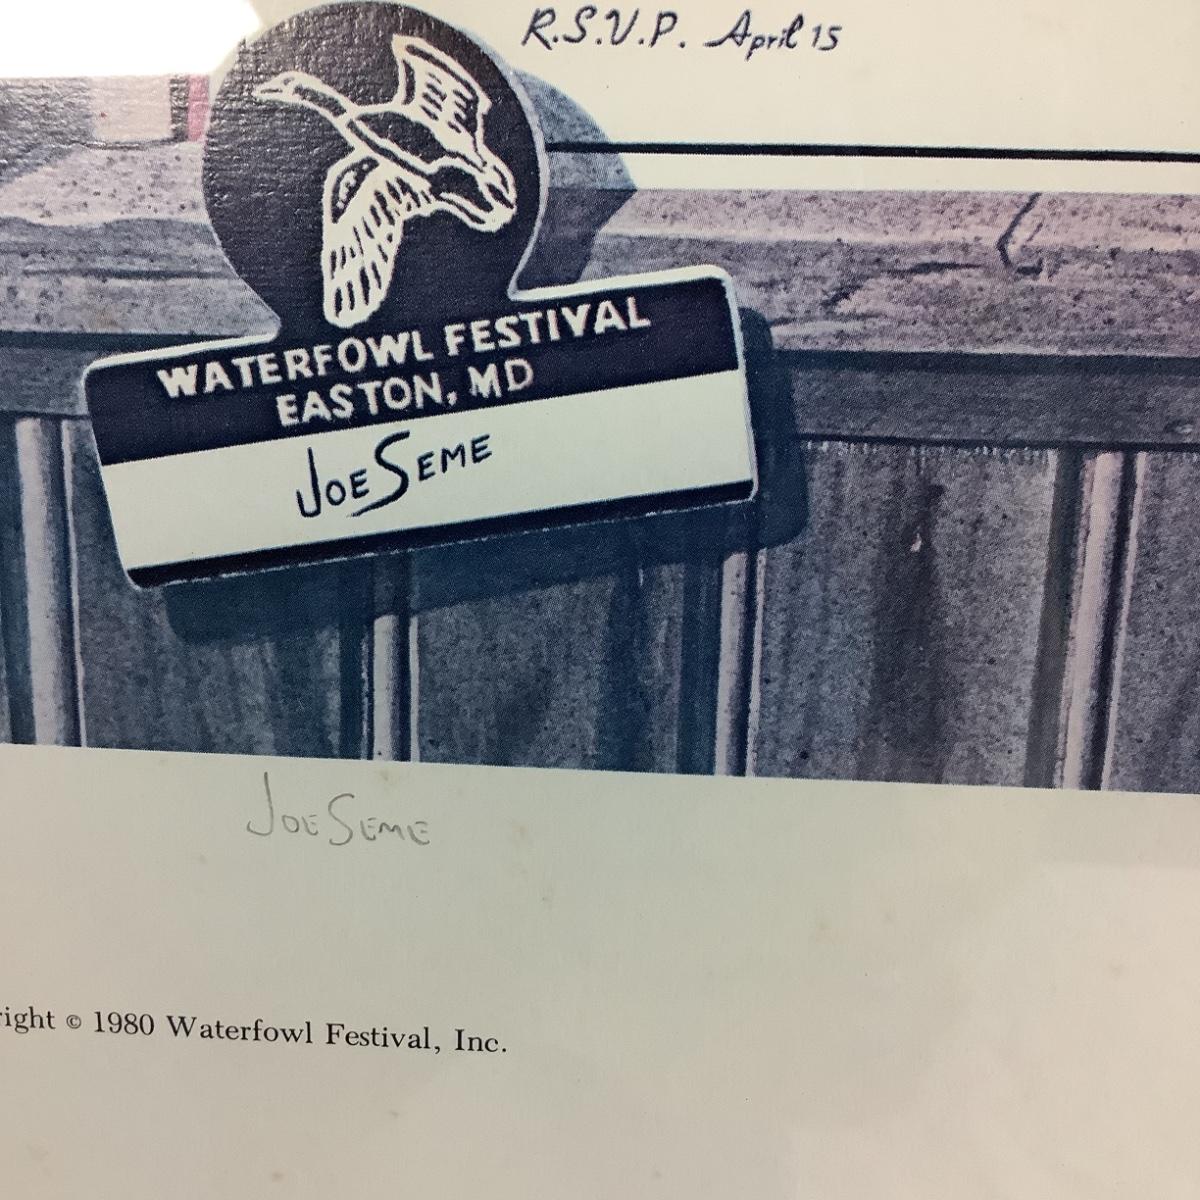 R.S.V.P. April 15
WATERFOWL FESTIVAL
EASTON, MD
JOE SEME
JOE SEME
right © 1980 Waterfowl Festival, Inc.